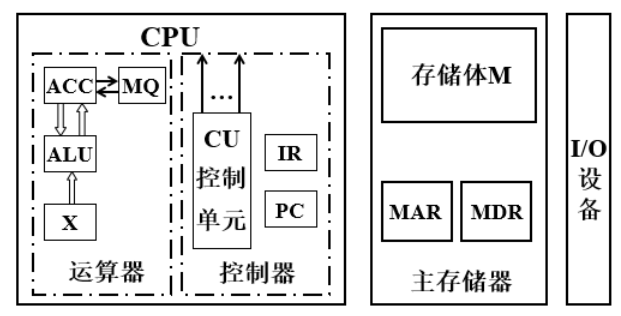 CPU
ACC
MQ
ALU
X
运算器
...
CU
控制
单元
IR
PC
控制器
存储体M
MAR
MDR
主存储器
I/O
设
备